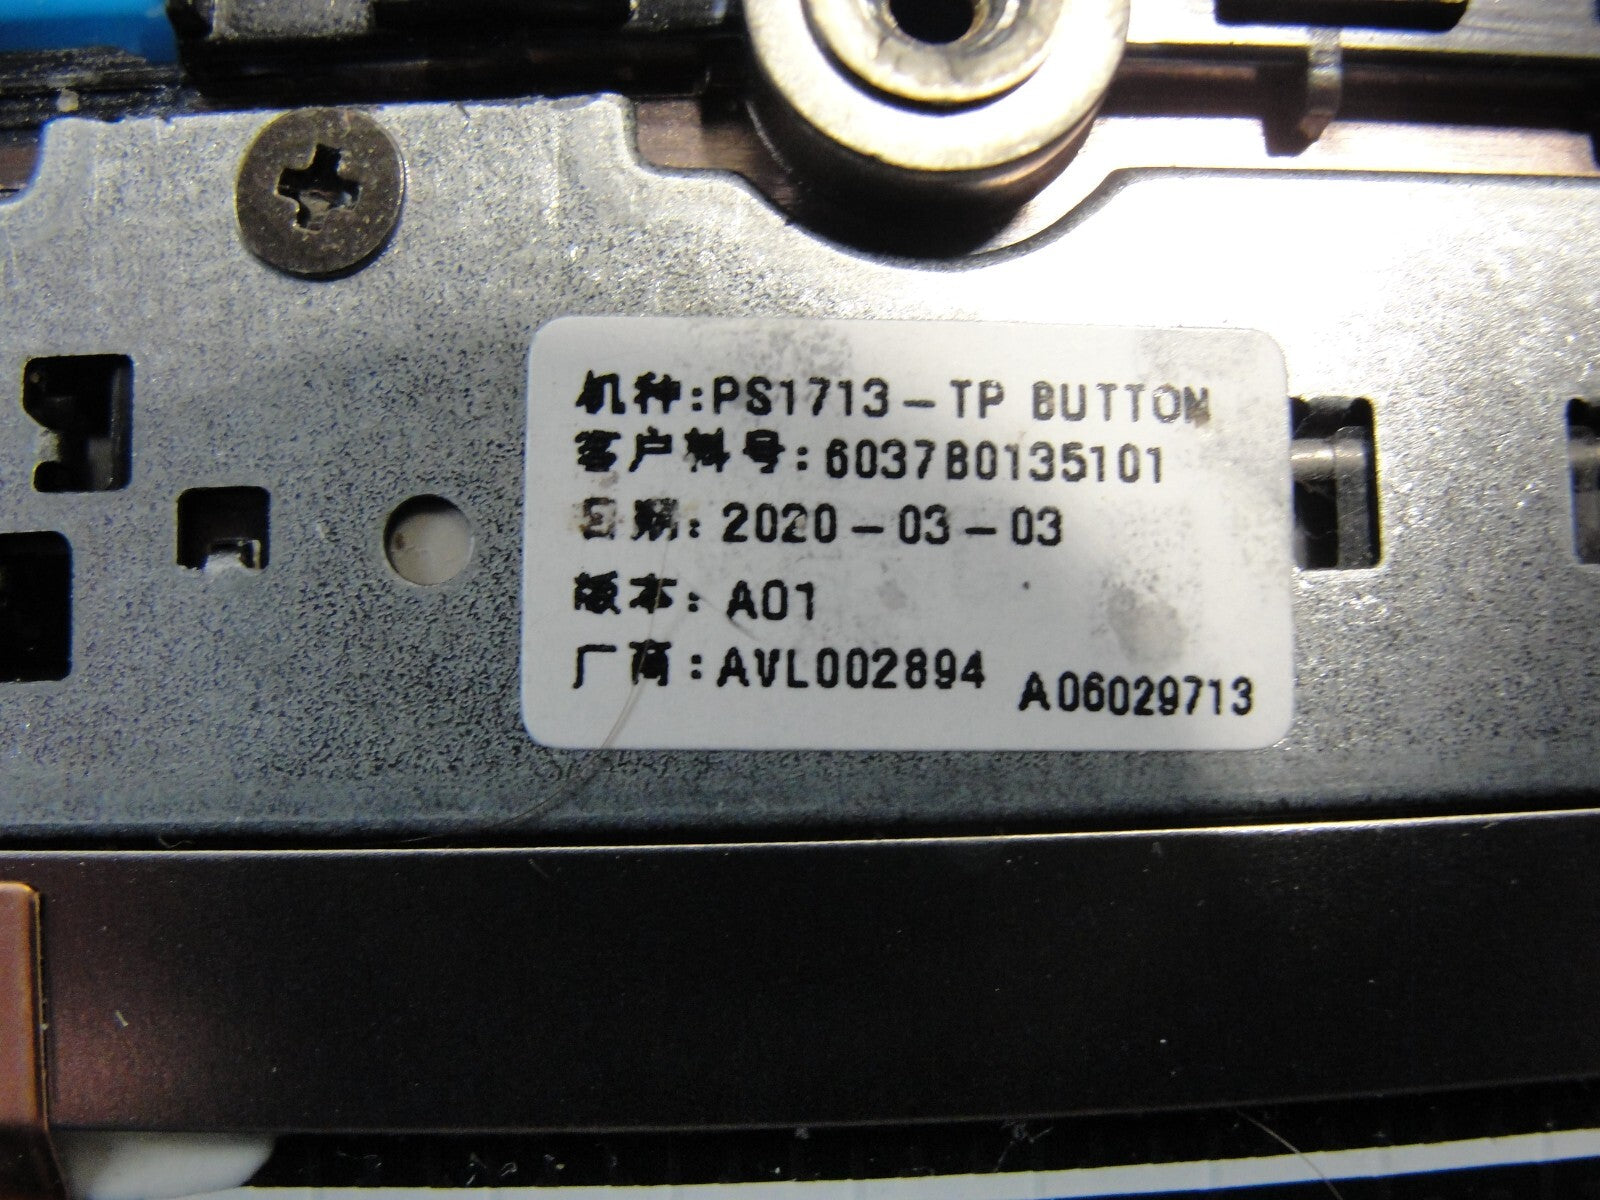 机种:PS1713-TP BUTTON
客户料号:6037B0135101
日期:2020-03-03
版本:A01
厂商:AVL002894
A06029713